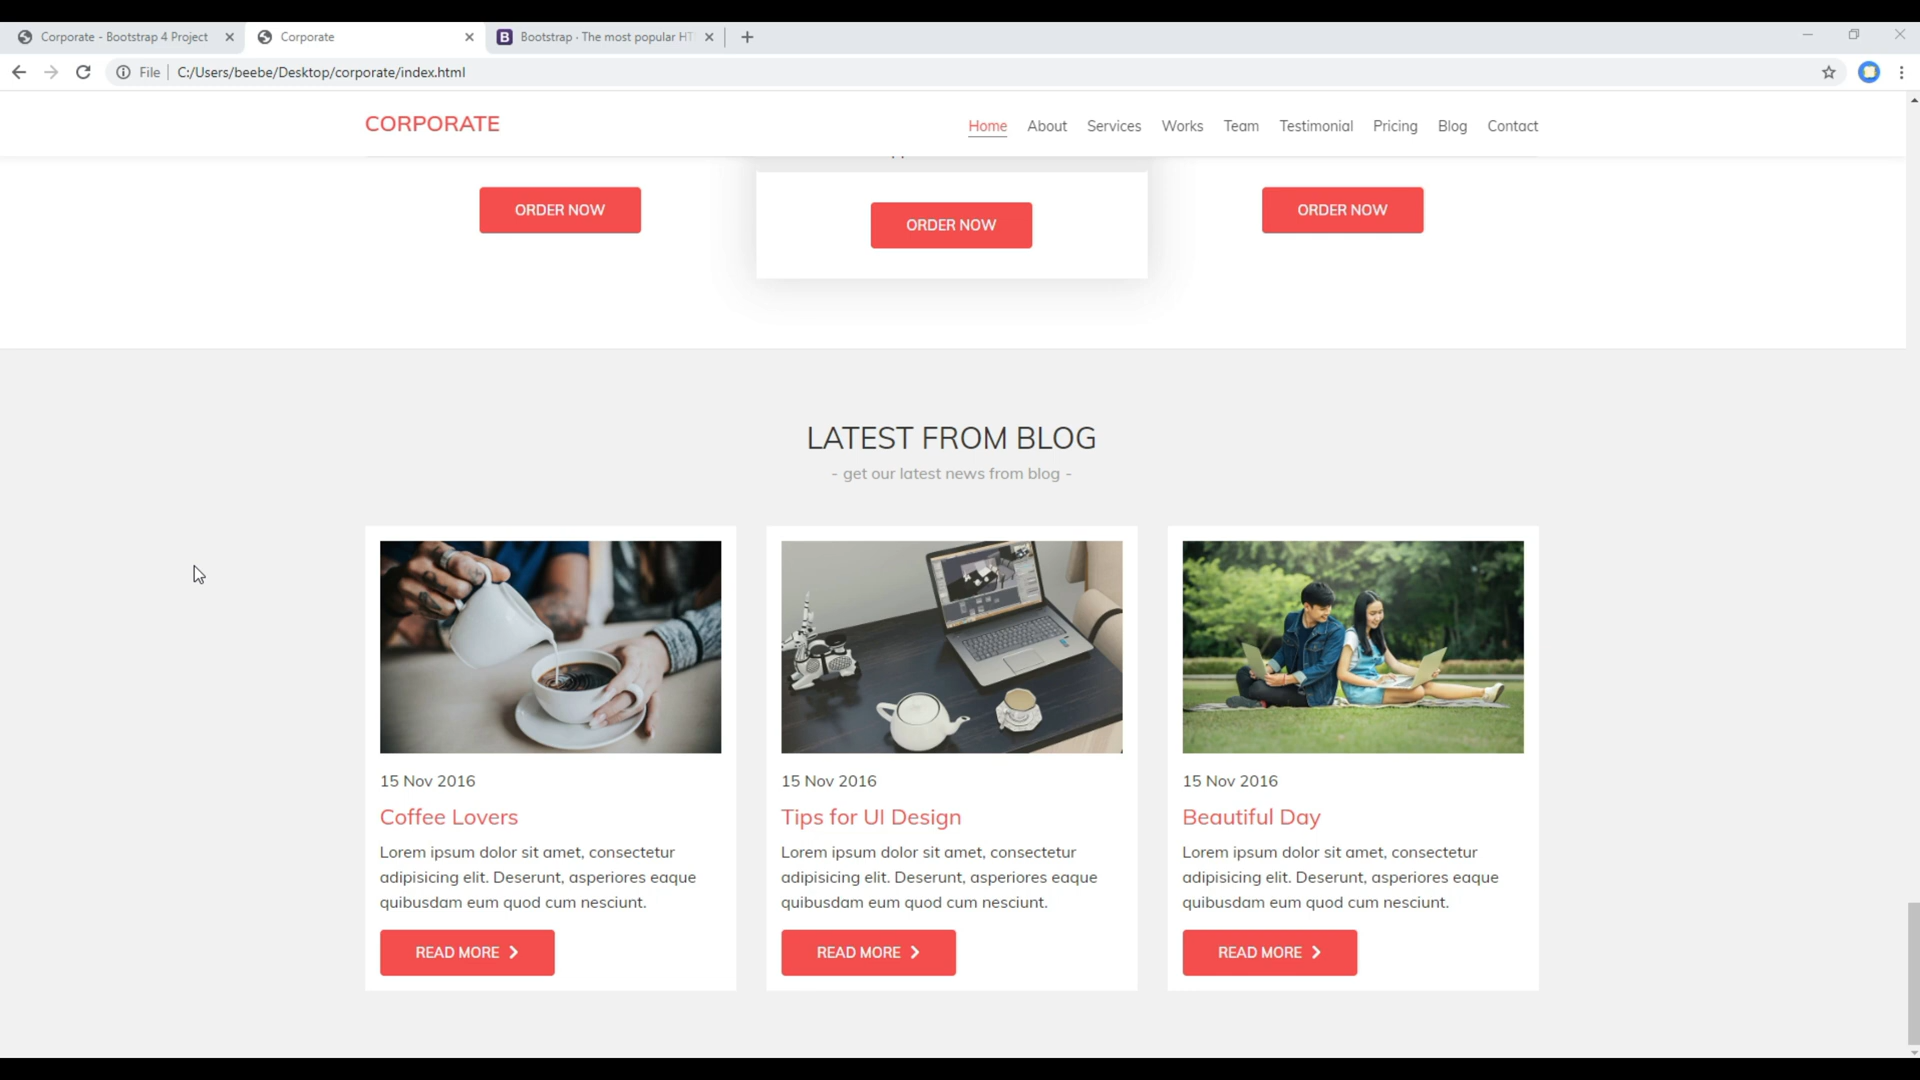 Corporate - Bootstrap 4 Project
Corporate
Bootstrap · The most popular HT
File
C:/Users/beebe/Desktop/corporate/index.html
CORPORATE
Home About Services Works Team Testimonial Pricing Blog Contact
ORDER NOW
ORDER NOW
ORDER NOW
LATEST FROM BLOG
- get our latest news from blog -
15 Nov 2016
Coffee Lovers
Lorem ipsum dolor sit amet, consectetur
adipisicing elit. Deserunt, asperiores eaque
quibusdam eum quod cum nesciunt.
READ MORE
15 Nov 2016
Tips for UI Design
Lorem ipsum dolor sit amet, consectetur
adipisicing elit. Deserunt, asperiores eaque
quibusdam eum quod cum nesciunt.
READ MORE
15 Nov 2016
Beautiful Day
Lorem ipsum dolor sit amet, consectetur
adipisicing elit. Deserunt, asperiores eaque
quibusdam eum quod cum nesciunt.
READ MORE